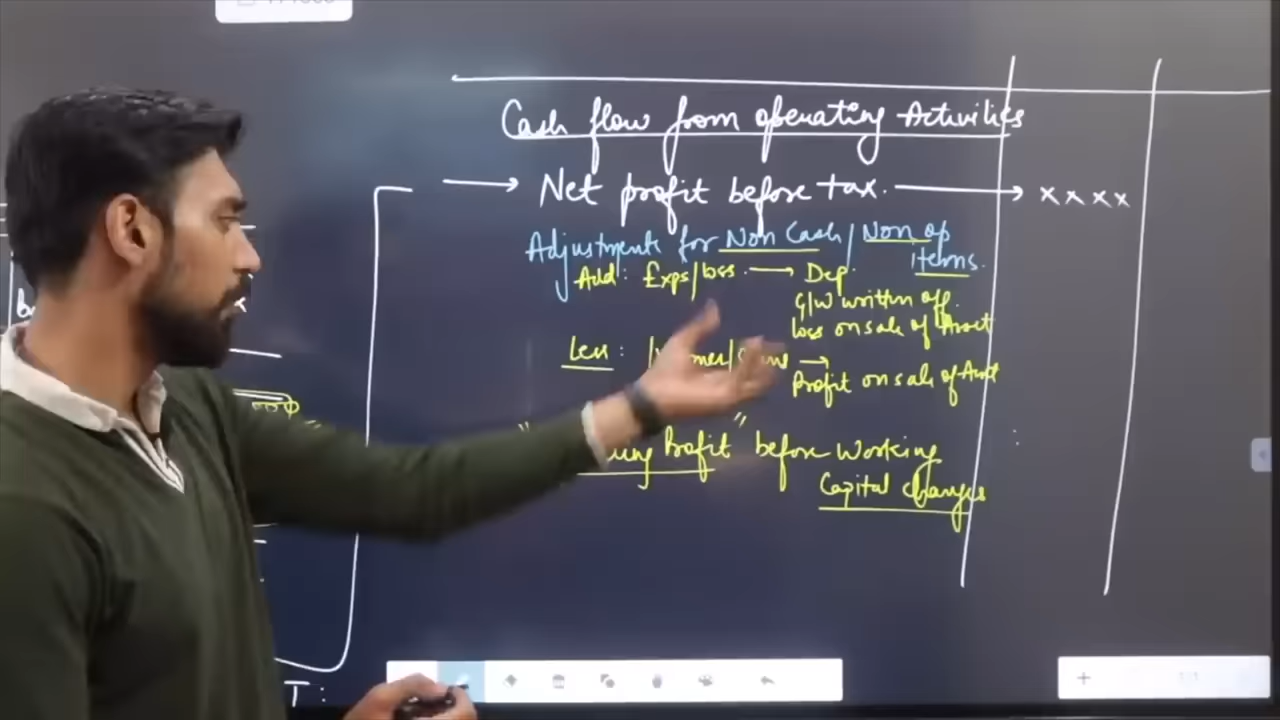 Cash flow from operating Activities
Net profit before tax. xxxx
Adjustments for Non Cash / Non op items.
Add: Exps/loss. → Dep.
G/W written off.
loss on sale of Asset
Less: →
Profit on sale of Asset
" Profit" before Working
Capital changes
T: